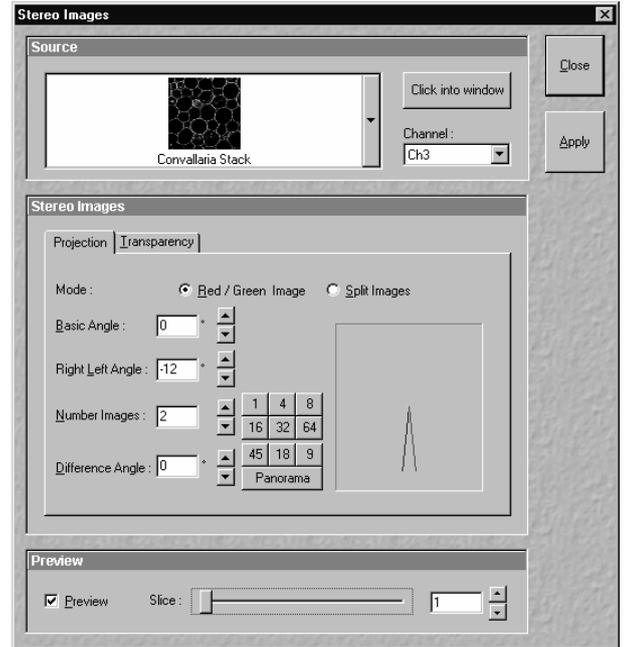 Stereo Images
Source
Close
Click into window
Channel :
Apply
Ch3
Convallaria Stack
Stereo Images
Projection Transparency
Mode : Red / Green Image Split Images
Basic Angle : 0 °
Right Left Angle : -12 °
Number Images : 2 1 4 8
16 32 64
Difference Angle : 0 ° 45 18 9
Panorama
Preview
Preview Slice : 1